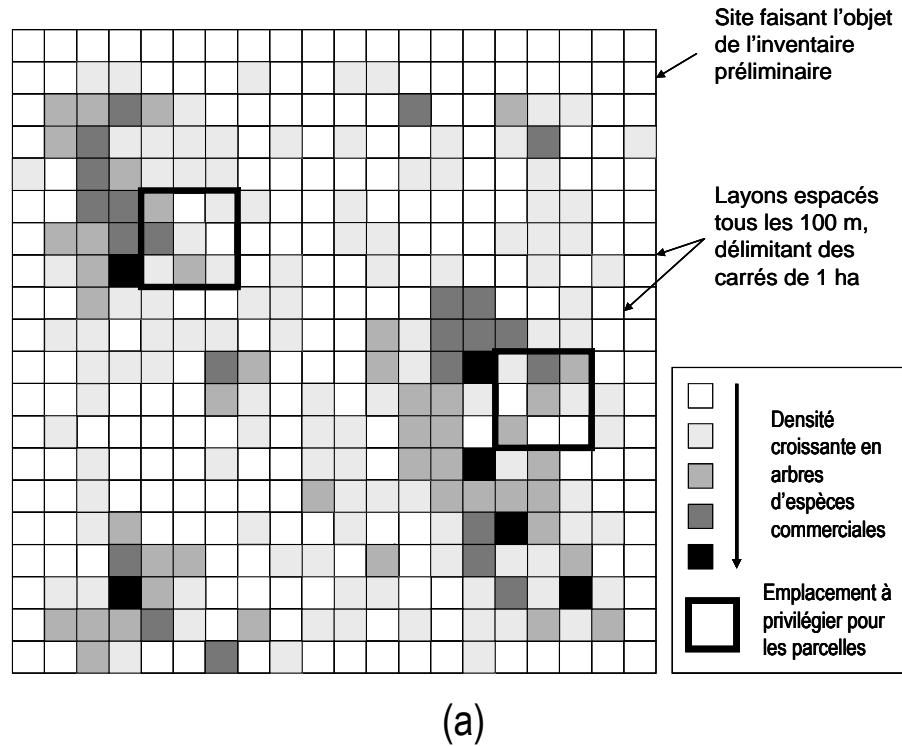 Site faisant l’objet
de l’inventaire
préliminaire
Layons espacés
tous les 100 m,
délimitant des
carrés de 1 ha
Densité
croissante en
arbres
d’espèces
commerciales
Emplacement à
privilégier pour
les parcelles
(a)